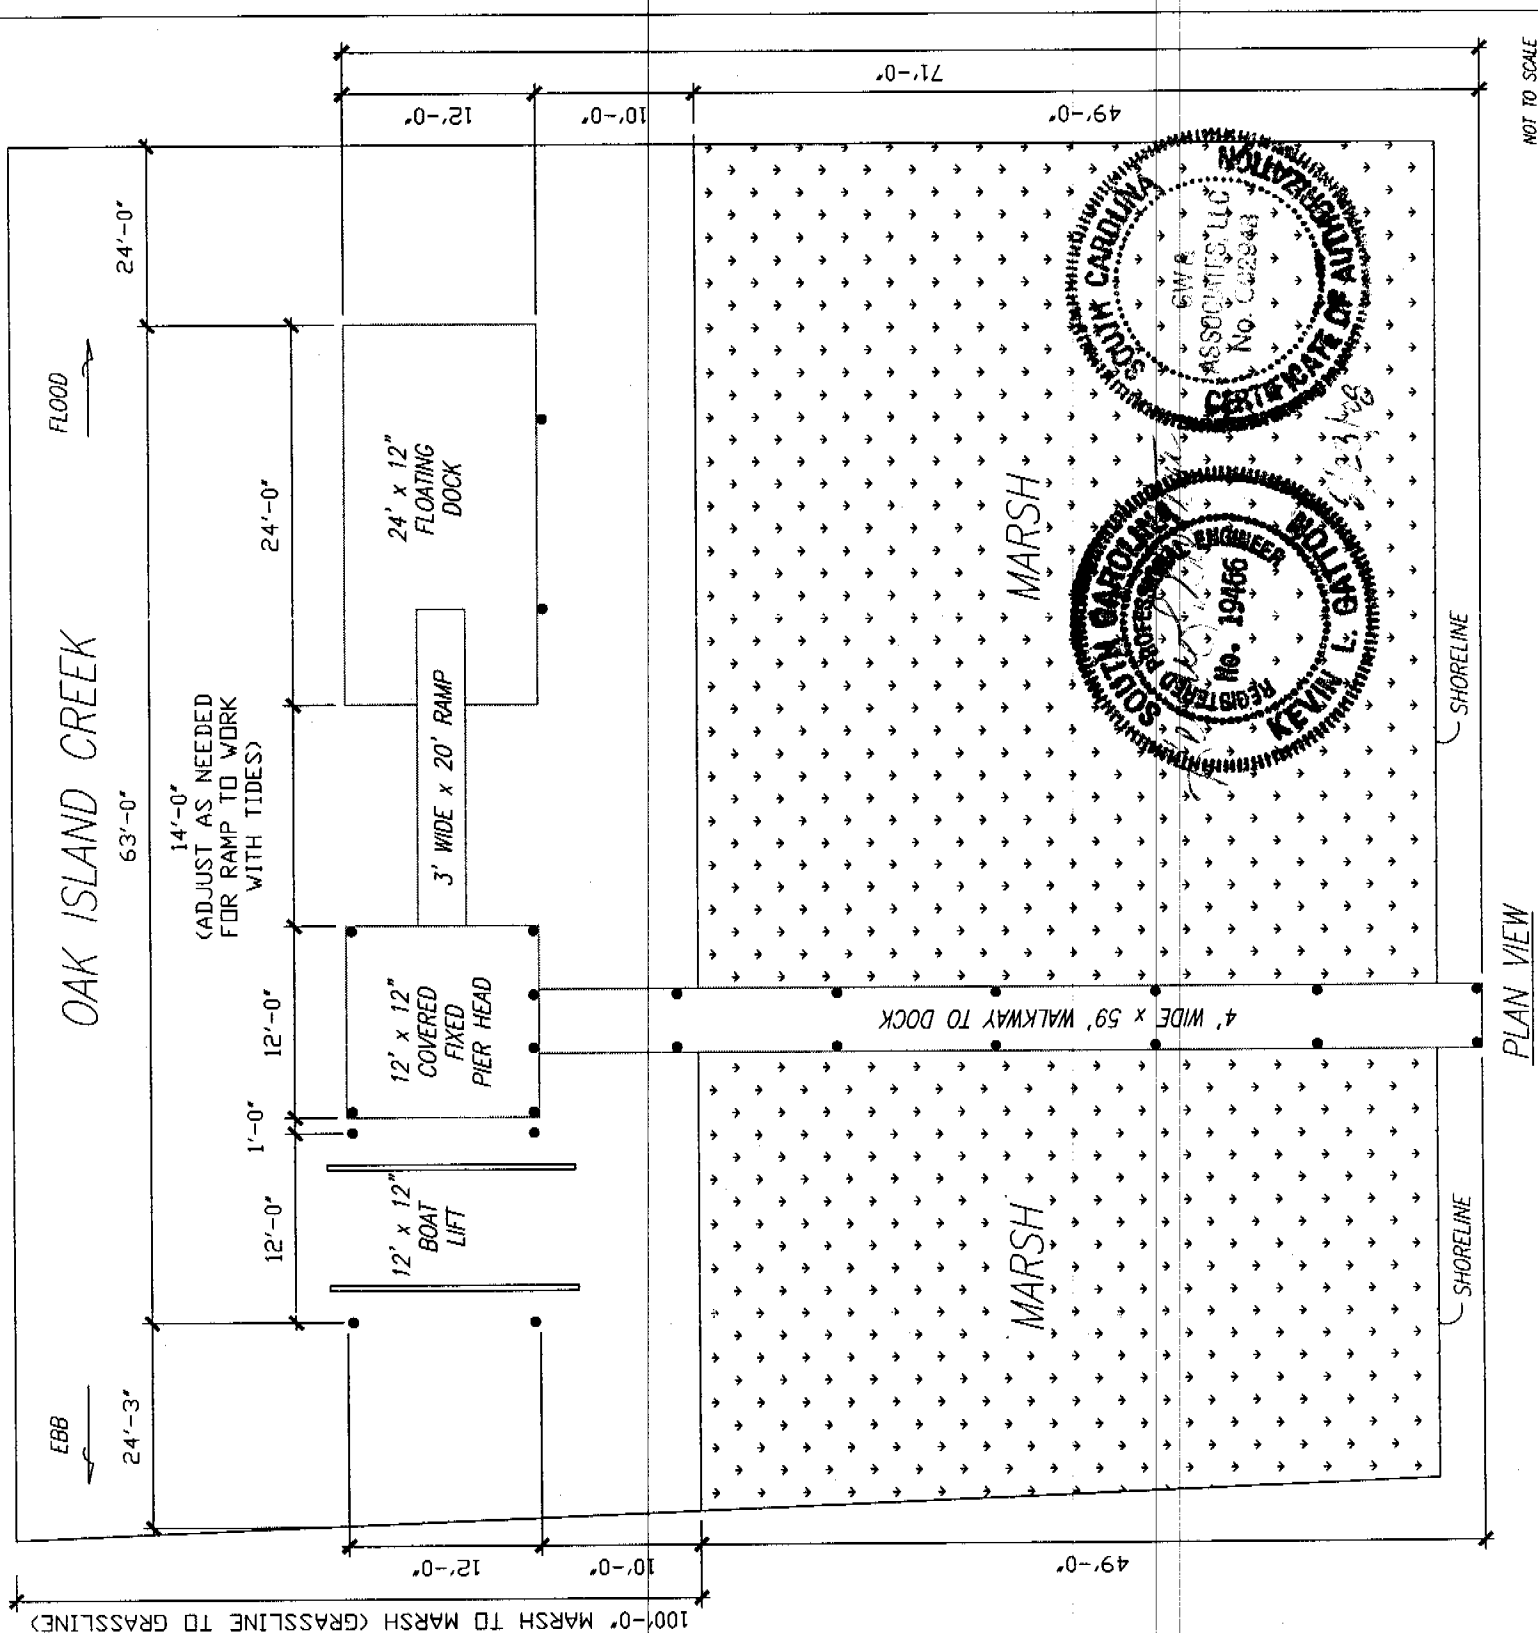 71'-0"
12'-0"
10'-0"
49'-0"
NOT TO SCALE
24'-0"
FLOOD
24'-0"
24' x 12"
FLOATING
DOCK
OAK ISLAND CREEK
63'-0"
14'-0"
(ADJUST AS NEEDED
FOR RAMP TO WORK
WITH TIDES)
3' WIDE x 20' RAMP
MARSH
SOUTH CAROLINA
GWA
ASSOCIATES, LLC
CERTIFICATE OF AUTHORIZATION
SOUTH CAROLINA
REGISTERED PROFESSIONAL ENGINEER
No. 19466
KEVIN L. BATTON
SHORELINE
12'-0"
12' x 12"
COVERED
FIXED
PIER HEAD
4' WIDE x 59' WALKWAY TO DOCK
PLAN VIEW
1'-0"
12'-0"
12' x 12"
BOAT
LIFT
MARSH
SHORELINE
EBB
24'-3"
12'-0"
10'-0"
49'-0"
100'-0" MARSH TO MARSH (GRASSLINE TO GRASSLINE)